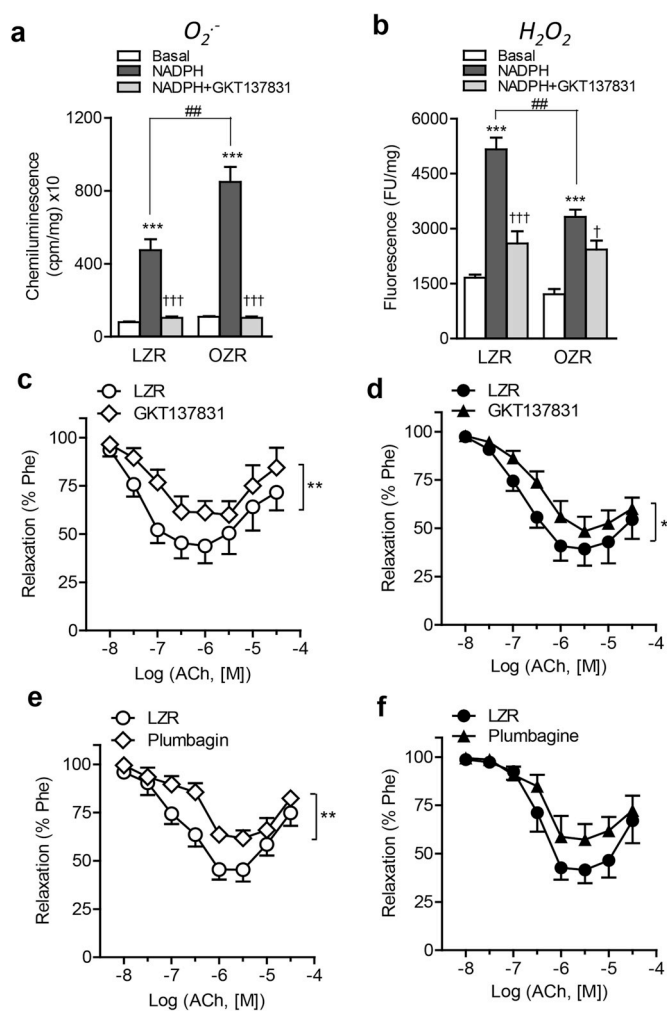 a
O₂·⁻
Basal
NADPH
NADPH+GKT137831
Chemiluminescence
(cpm/mg) x10
1200
800
400
0
##
***
***
†††
†††
LZR
OZR
b
H₂O₂
Basal
NADPH
NADPH+GKT137831
Fluorescence (FU/mg)
6000
4500
3000
1500
0
##
***
***
†††
†
LZR
OZR
c
LZR
GKT137831
Relaxation (% Phe)
100
75
50
25
0
**
-8
-7
-6
-5
-4
Log (ACh, [M])
d
LZR
GKT137831
Relaxation (% Phe)
100
75
50
25
0
*
-8
-7
-6
-5
-4
Log (ACh, [M])
e
LZR
Plumbagin
Relaxation (% Phe)
100
75
50
25
0
**
-8
-7
-6
-5
-4
Log (ACh, [M])
f
LZR
Plumbagine
Relaxation (% Phe)
100
75
50
25
0
-8
-7
-6
-5
-4
Log (ACh, [M])